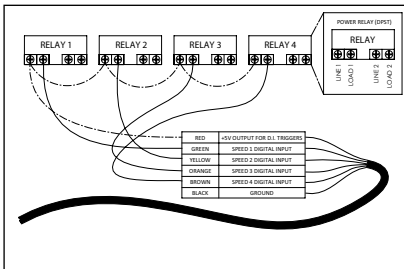 POWER RELAY (DPST)
RELAY 1 RELAY 2 RELAY 3 RELAY 4 RELAY
LINE 1
LOAD 1
LINE 2
LOAD 2
RED +5V OUTPUT FOR D.I. TRIGGERS
GREEN SPEED 1 DIGITAL INPUT
YELLOW SPEED 2 DIGITAL INPUT
ORANGE SPEED 3 DIGITAL INPUT
BROWN SPEED 4 DIGITAL INPUT
BLACK GROUND